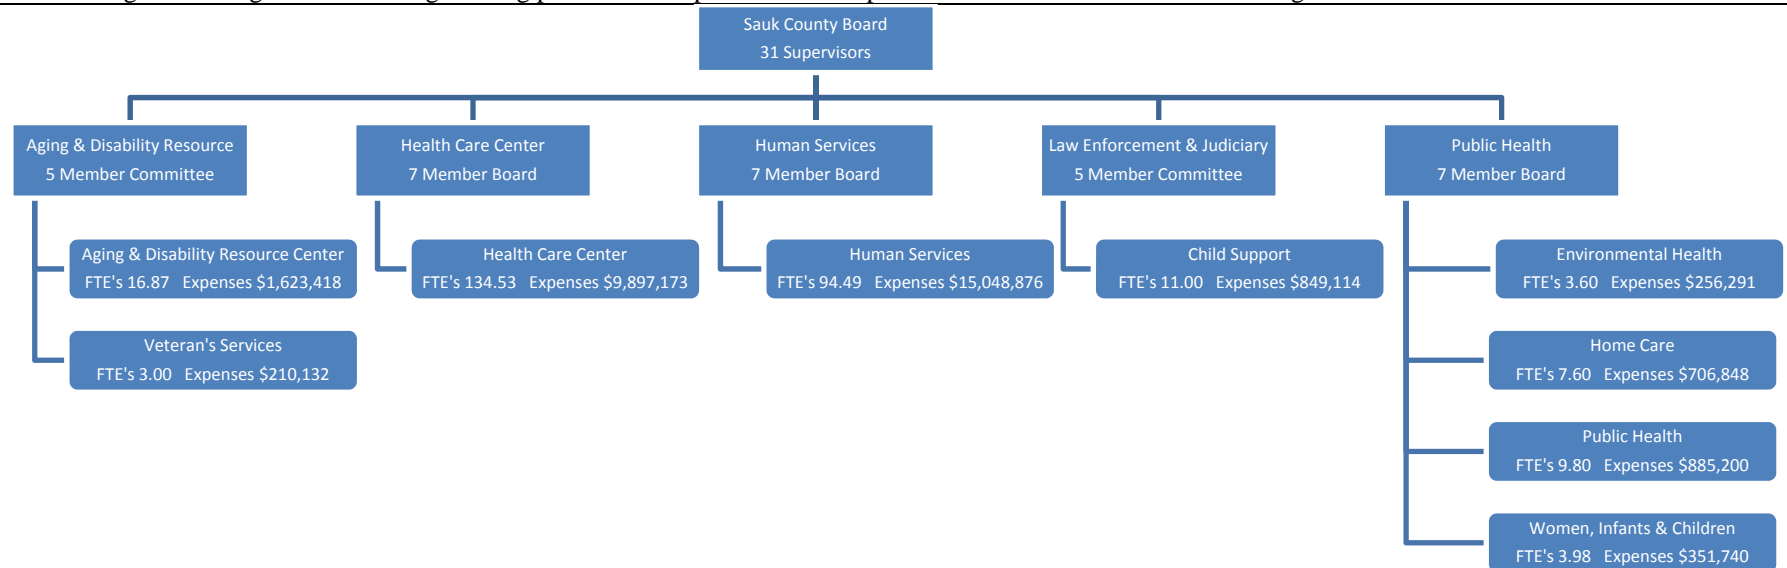 Sauk County Board
31 Supervisors
Aging & Disability Resource
5 Member Committee
Health Care Center
7 Member Board
Human Services
7 Member Board
Law Enforcement & Judiciary
5 Member Committee
Public Health
7 Member Board
Aging & Disability Resource Center
FTE's 16.87 Expenses $1,623,418
Veteran's Services
FTE's 3.00 Expenses $210,132
Health Care Center
FTE's 134.53 Expenses $9,897,173
Human Services
FTE's 94.49 Expenses $15,048,876
Child Support
FTE's 11.00 Expenses $849,114
Environmental Health
FTE's 3.60 Expenses $256,291
Home Care
FTE's 7.60 Expenses $706,848
Public Health
FTE's 9.80 Expenses $885,200
Women, Infants & Children
FTE's 3.98 Expenses $351,740